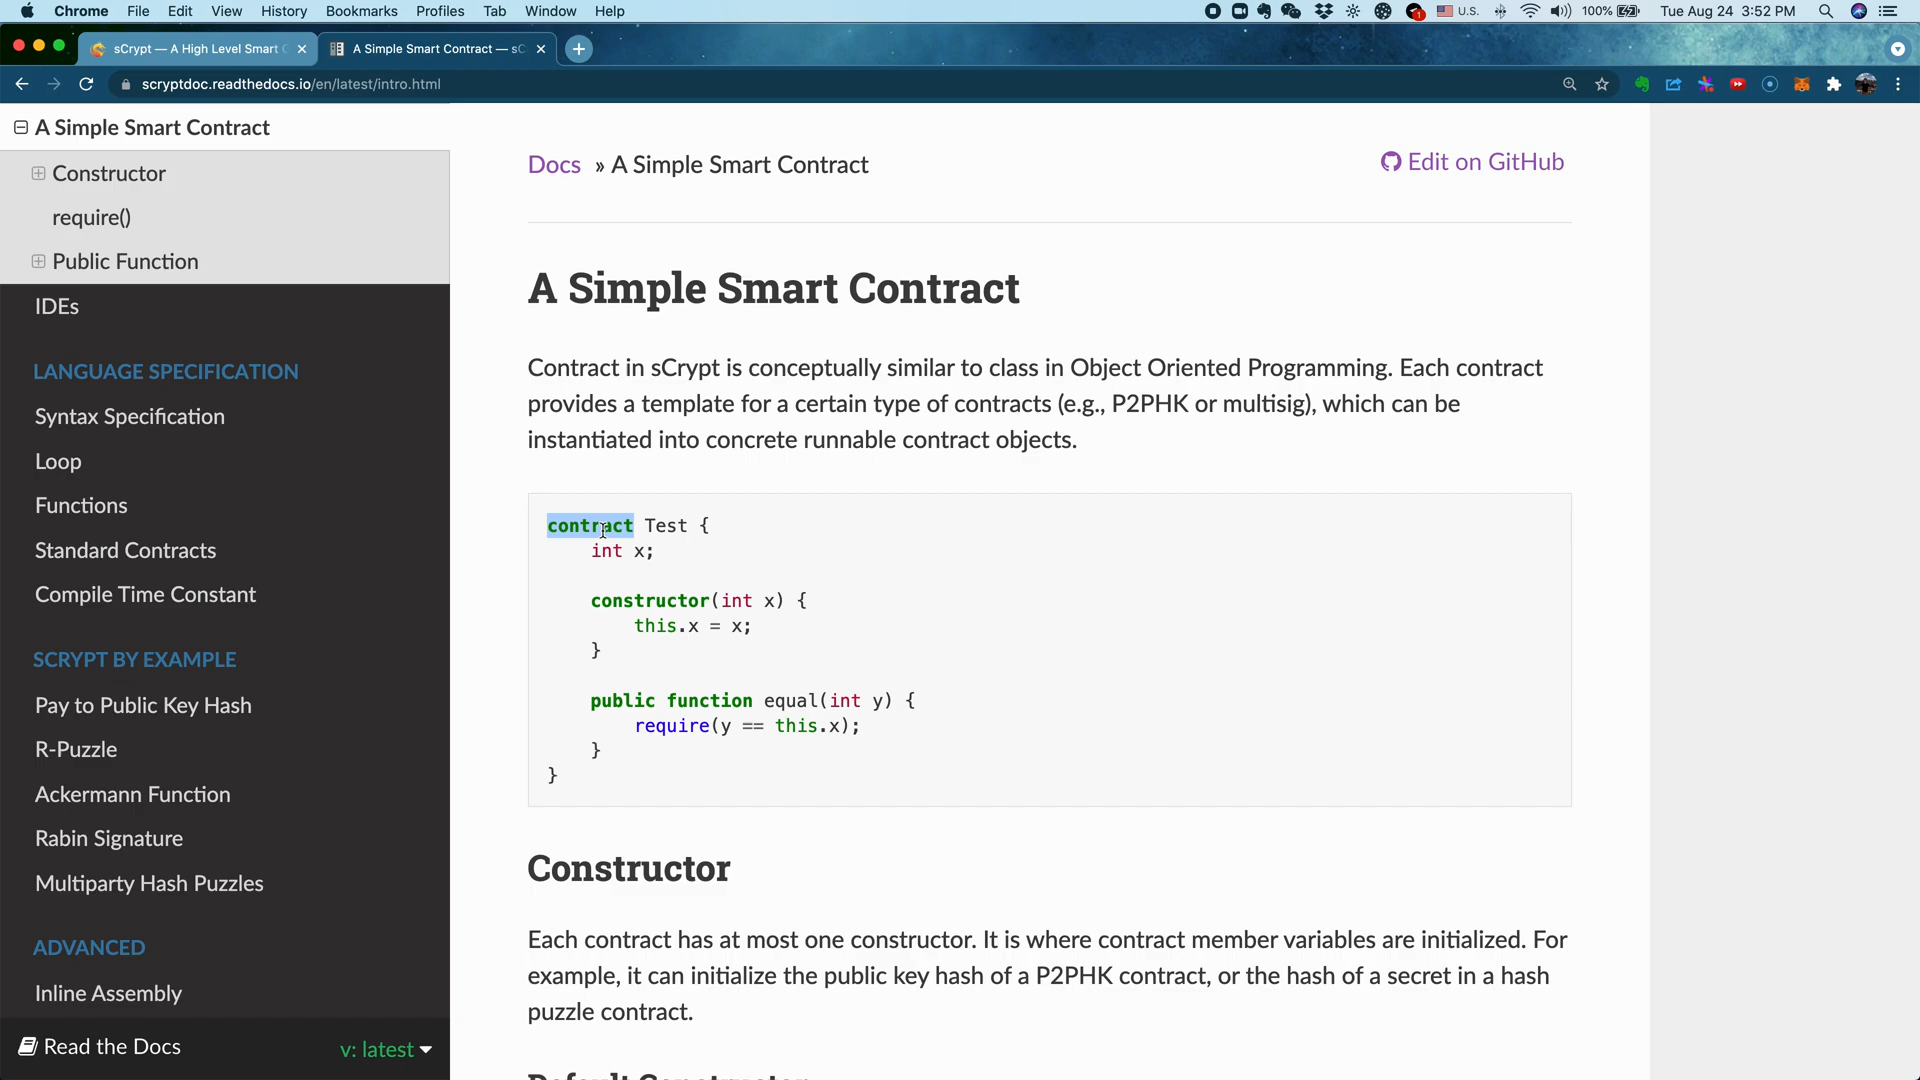 Chrome File Edit View History Bookmarks Profiles Tab Window Help
1 U.S. 100% Tue Aug 24 3:52 PM
sCrypt — A High Level Smart C
A Simple Smart Contract — sC
scryptdoc.readthedocs.io/en/latest/intro.html
A Simple Smart Contract
Constructor
require()
Public Function
IDEs
LANGUAGE SPECIFICATION
Syntax Specification
Loop
Functions
Standard Contracts
Compile Time Constant
SCRYPT BY EXAMPLE
Pay to Public Key Hash
R-Puzzle
Ackermann Function
Rabin Signature
Multiparty Hash Puzzles
ADVANCED
Inline Assembly
Read the Docs
v: latest
Docs » A Simple Smart Contract
Edit on GitHub
A Simple Smart Contract
Contract in sCrypt is conceptually similar to class in Object Oriented Programming. Each contract
provides a template for a certain type of contracts (e.g., P2PHK or multisig), which can be
instantiated into concrete runnable contract objects.
contract Test {
int x;
constructor(int x) {
this.x = x;
}
public function equal(int y) {
require(y == this.x);
}
}
Constructor
Each contract has at most one constructor. It is where contract member variables are initialized. For
example, it can initialize the public key hash of a P2PHK contract, or the hash of a secret in a hash
puzzle contract.
Default Constructor